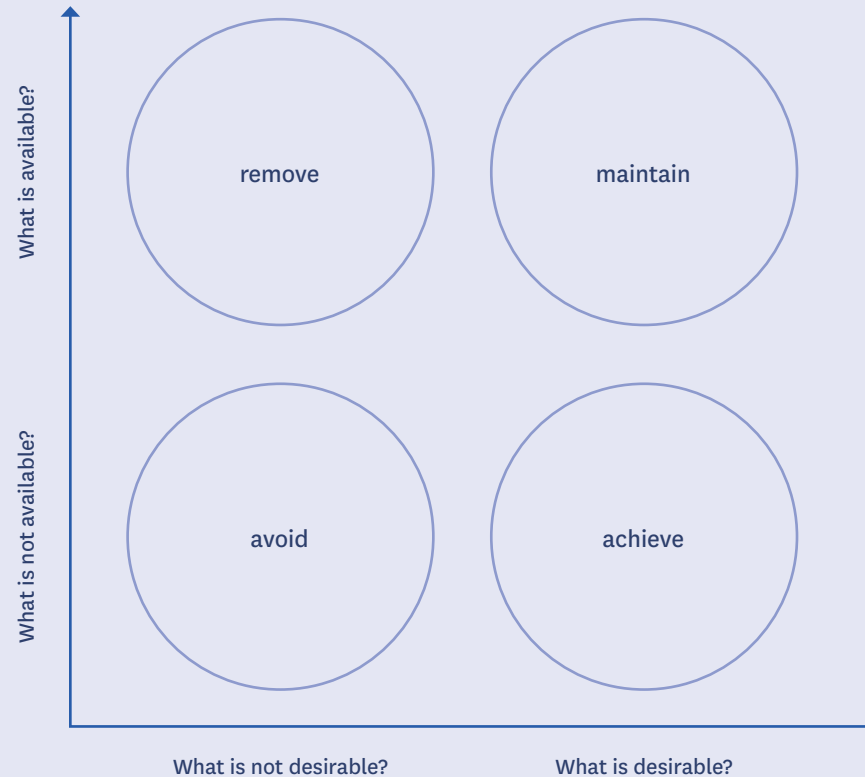 What is available?
remove
maintain
What is not available?
avoid
achieve
What is not desirable?
What is desirable?